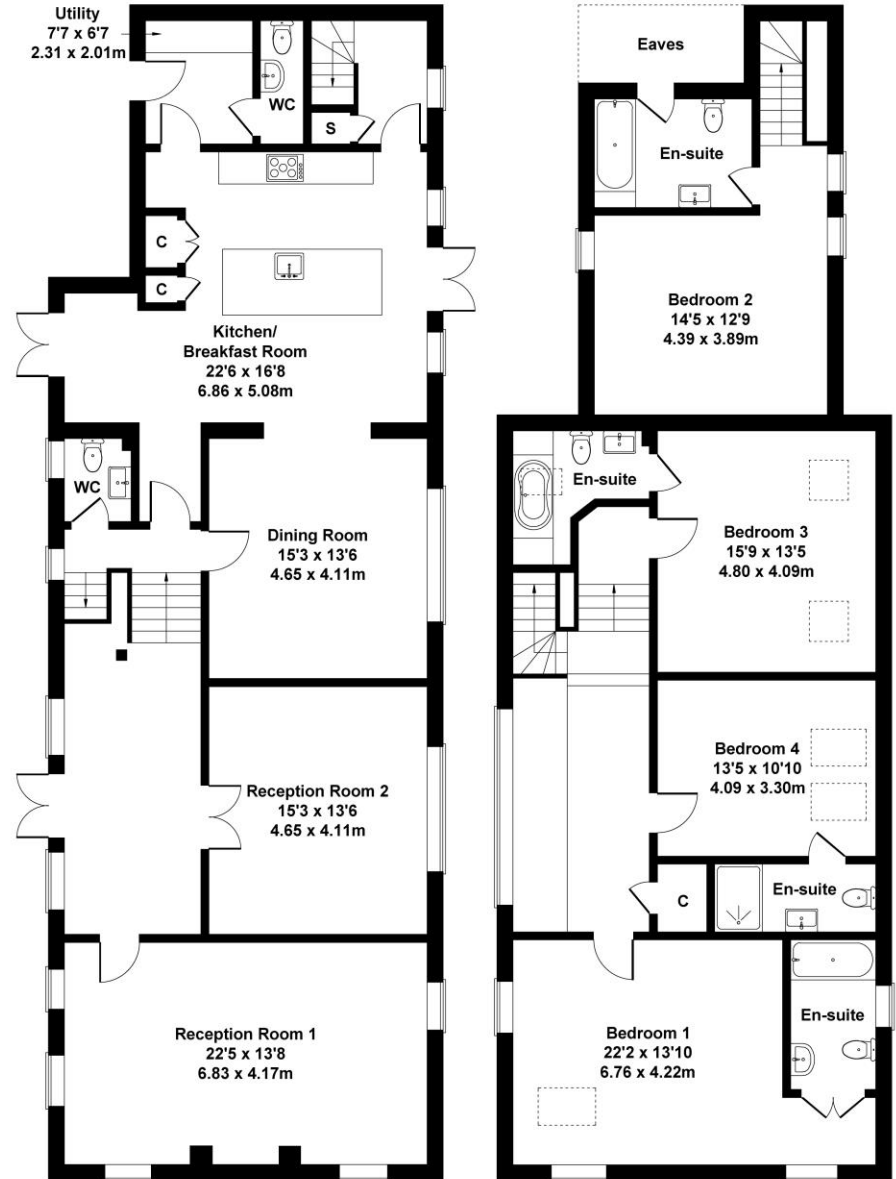 Utility
7'7 x 6'7
2.31 x 2.01m
WC
S
C
C
Kitchen/
Breakfast Room
22'6 x 16'8
6.86 x 5.08m
WC
Dining Room
15'3 x 13'6
4.65 x 4.11m
Reception Room 2
15'3 x 13'6
4.65 x 4.11m
Reception Room 1
22'5 x 13'8
6.83 x 4.17m
Eaves
En-suite
Bedroom 2
14'5 x 12'9
4.39 x 3.89m
En-suite
Bedroom 3
15'9 x 13'5
4.80 x 4.09m
Bedroom 4
13'5 x 10'10
4.09 x 3.30m
En-suite
C
En-suite
Bedroom 1
22'2 x 13'10
6.76 x 4.22m